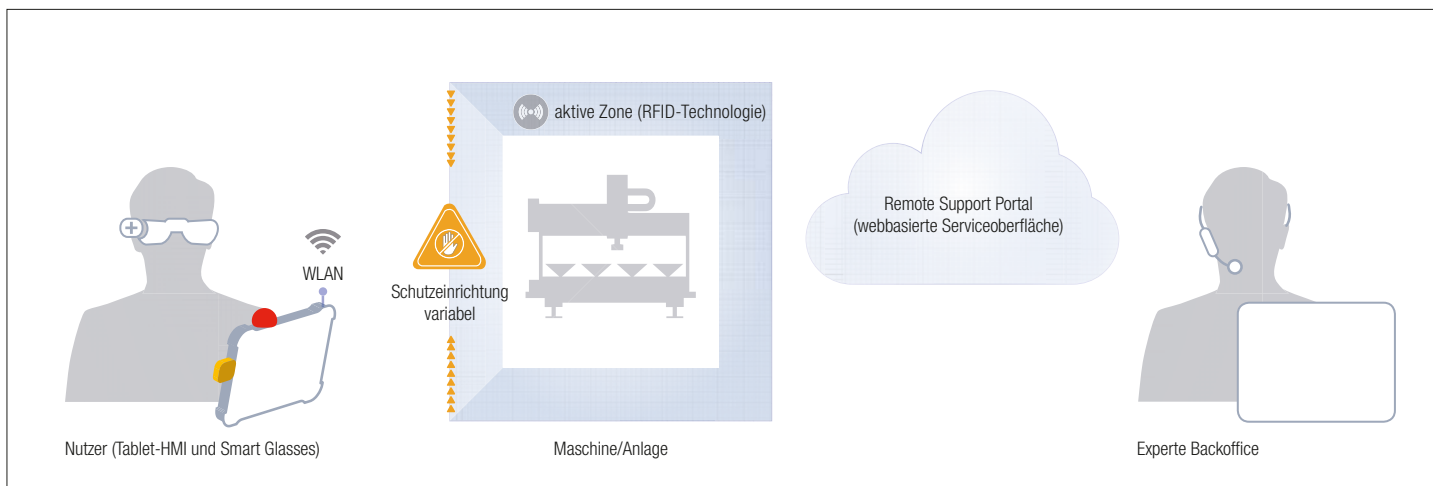 aktive Zone (RFID-Technologie)
Remote Support Portal
(webbasierte Serviceoberfläche)
WLAN
Schutzeinrichtung
variabel
Nutzer (Tablet-HMI und Smart Glasses)
Maschine/Anlage
Experte Backoffice